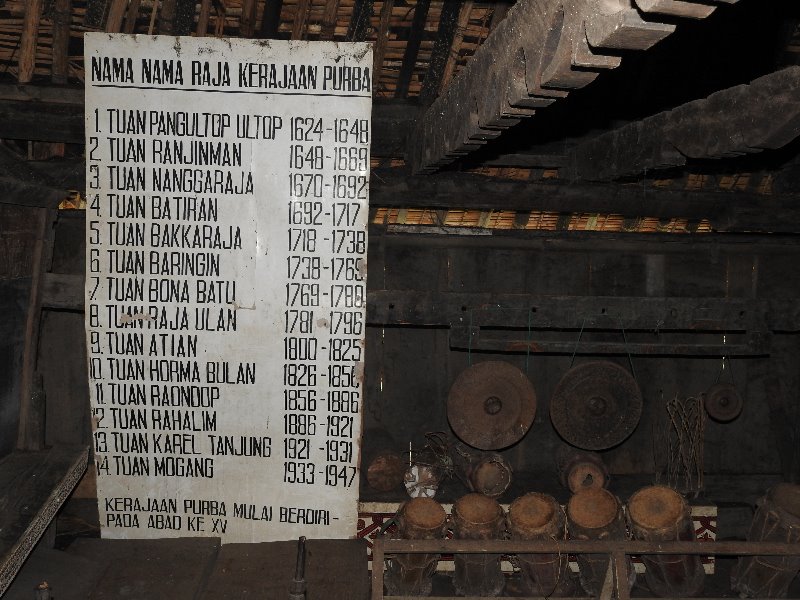 NAMA NAMA RAJA KERAJAAN PURBA
1. TUAN PANGULTOP ULTOP 1624-1648
2. TUAN RANJINMAN 1648-1669
3. TUAN NANGGARAJA 1670-1692
4. TUAN BATIRAN 1692-1717
5. TUAN BAKKARAJA 1718-1738
6. TUAN BARINGIN 1738-1769
7. TUAN BONA BATU 1769-1788
8. TUAN RAJA ULAN 1781-1796
9. TUAN ATIAN 1800-1825
10. TUAN HORMA BULAN 1826-1856
11. TUAN RAONDOP 1856-1886
12. TUAN RAHALIM 1886-1921
13. TUAN KAREL TANJUNG 1921-1931
14. TUAN MOGANG 1933-1947
KERAJAAN PURBA MULAI BERDIRI-
PADA ABAD KE XV